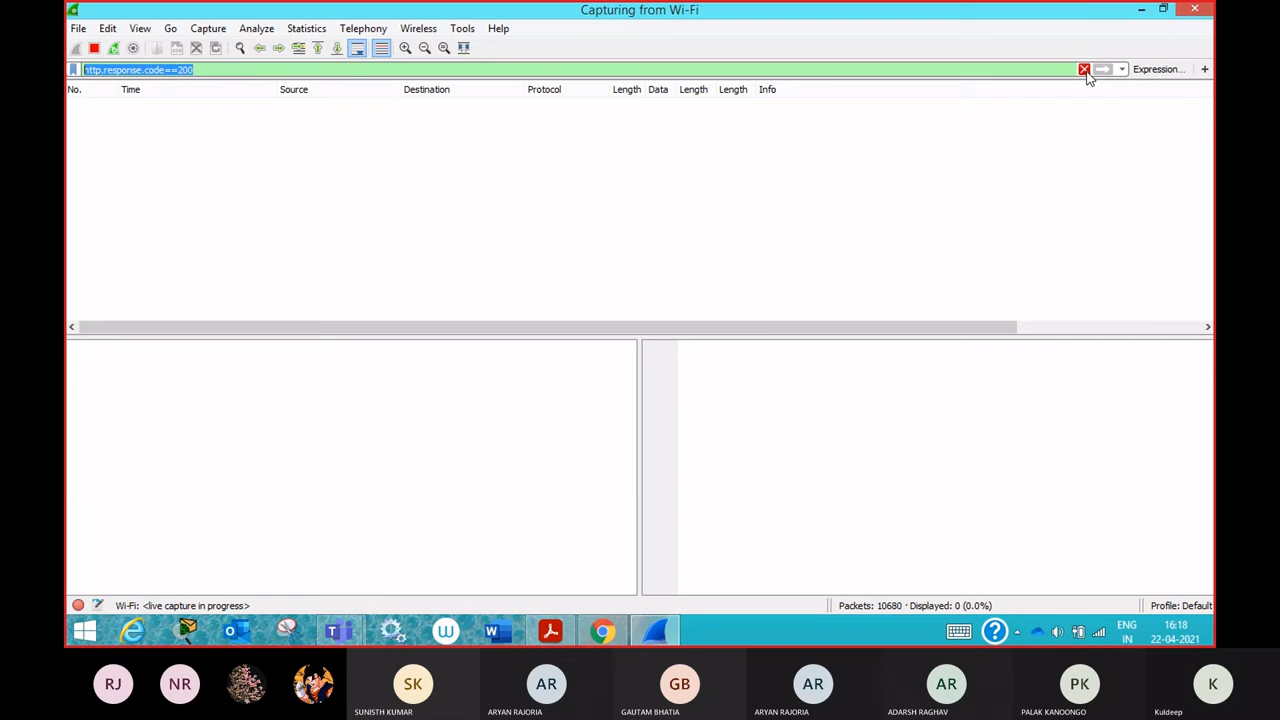 Capturing from Wi-Fi
File Edit View Go Capture Analyze Statistics Telephony Wireless Tools Help
http.response.code==200 Expression... +
No. Time Source Destination Protocol Length Data Length Length Info
Wi-Fi: <live capture in progress> Packets: 10680 · Displayed: 0 (0.0%) Profile: Default
ENG 16:18
IN 22-04-2021
RJ NR SK AR GB AR AR PK K
SUNISTH KUMAR ARYAN RAJORIA GAUTAM BHATIA ARYAN RAJORIA ADARSH RAGHAV PALAK KANOONGO Kuldeep